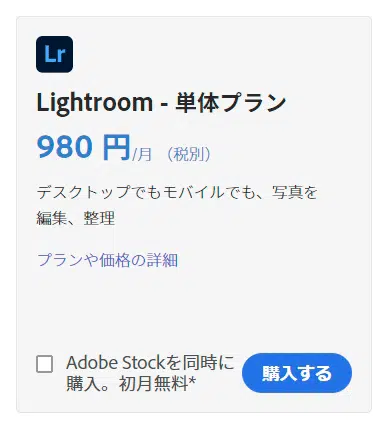 Lr
Lightroom - 単体プラン
980 円/月 （税別）
デスクトップでもモバイルでも、写真を
編集、整理
プランや価格の詳細
Adobe Stockを同時に
購入。初月無料*
購入する